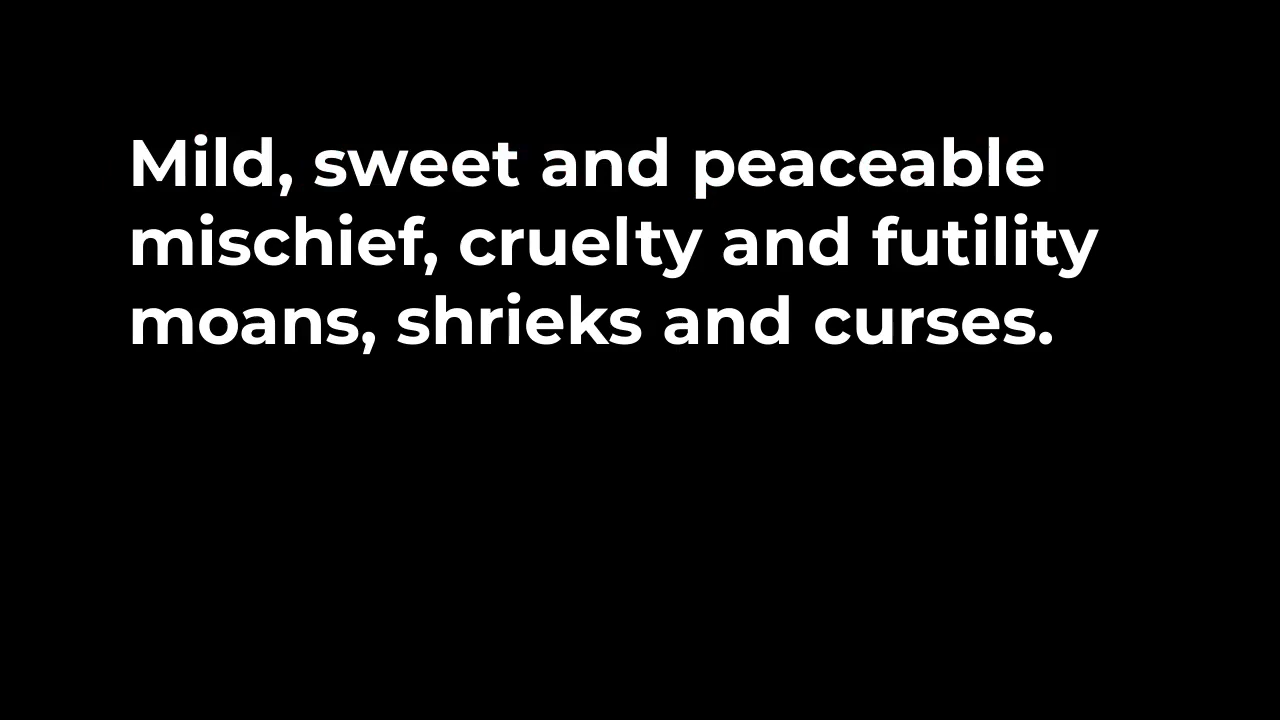 Mild, sweet and peaceable
mischief, cruelty and futility
moans, shrieks and curses.